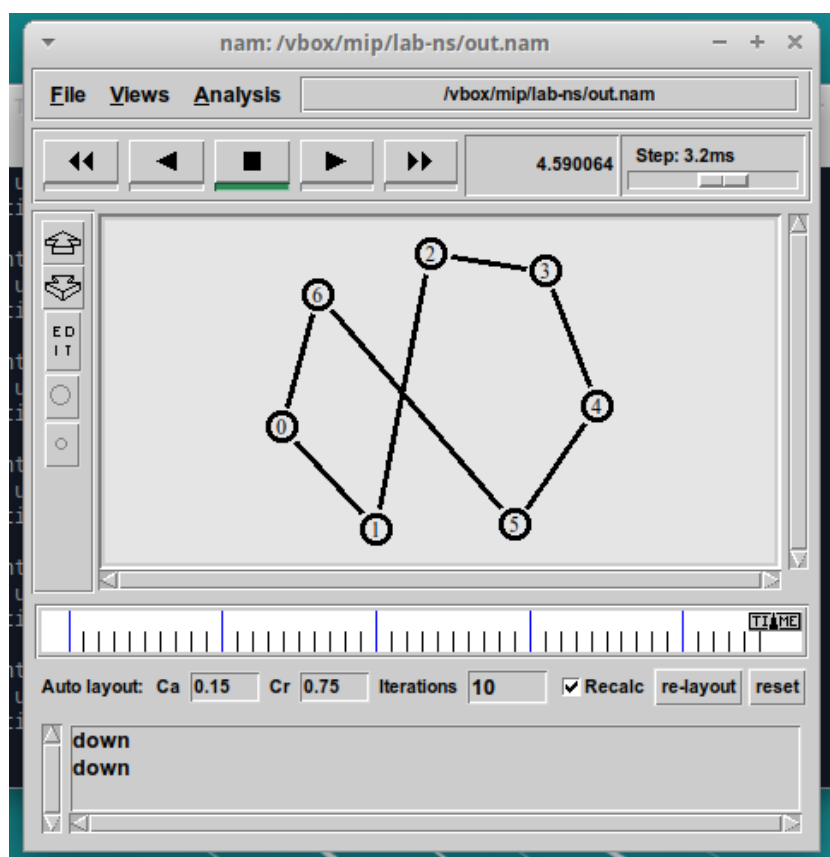 nam: /vbox/mip/lab-ns/out.nam
File Views Analysis /vbox/mip/lab-ns/out.nam
4.590064 Step: 3.2ms
ED
IT
2
3
6
4
0
5
1
TIME
Auto layout: Ca 0.15 Cr 0.75 Iterations 10 Recalc re-layout reset
down
down